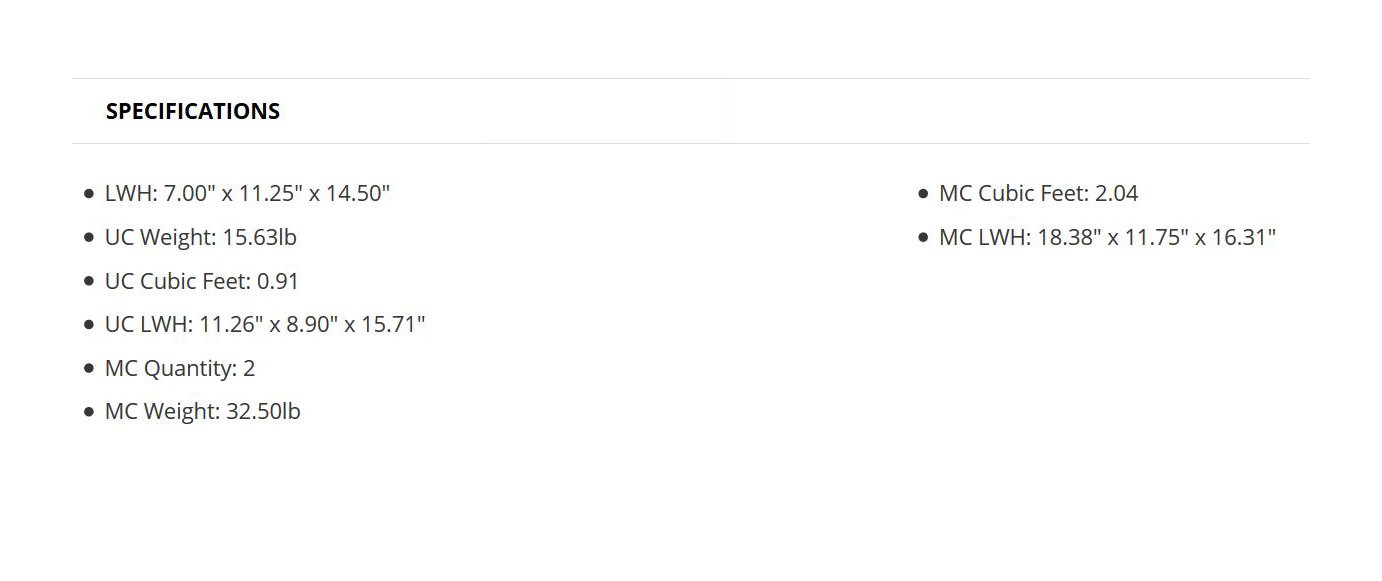 SPECIFICATIONS
LWH: 7.00" x 11.25" x 14.50"
UC Weight: 15.63lb
UC Cubic Feet: 0.91
UC LWH: 11.26" x 8.90" x 15.71"
MC Quantity: 2
MC Weight: 32.50lb
MC Cubic Feet: 2.04
MC LWH: 18.38" x 11.75" x 16.31"